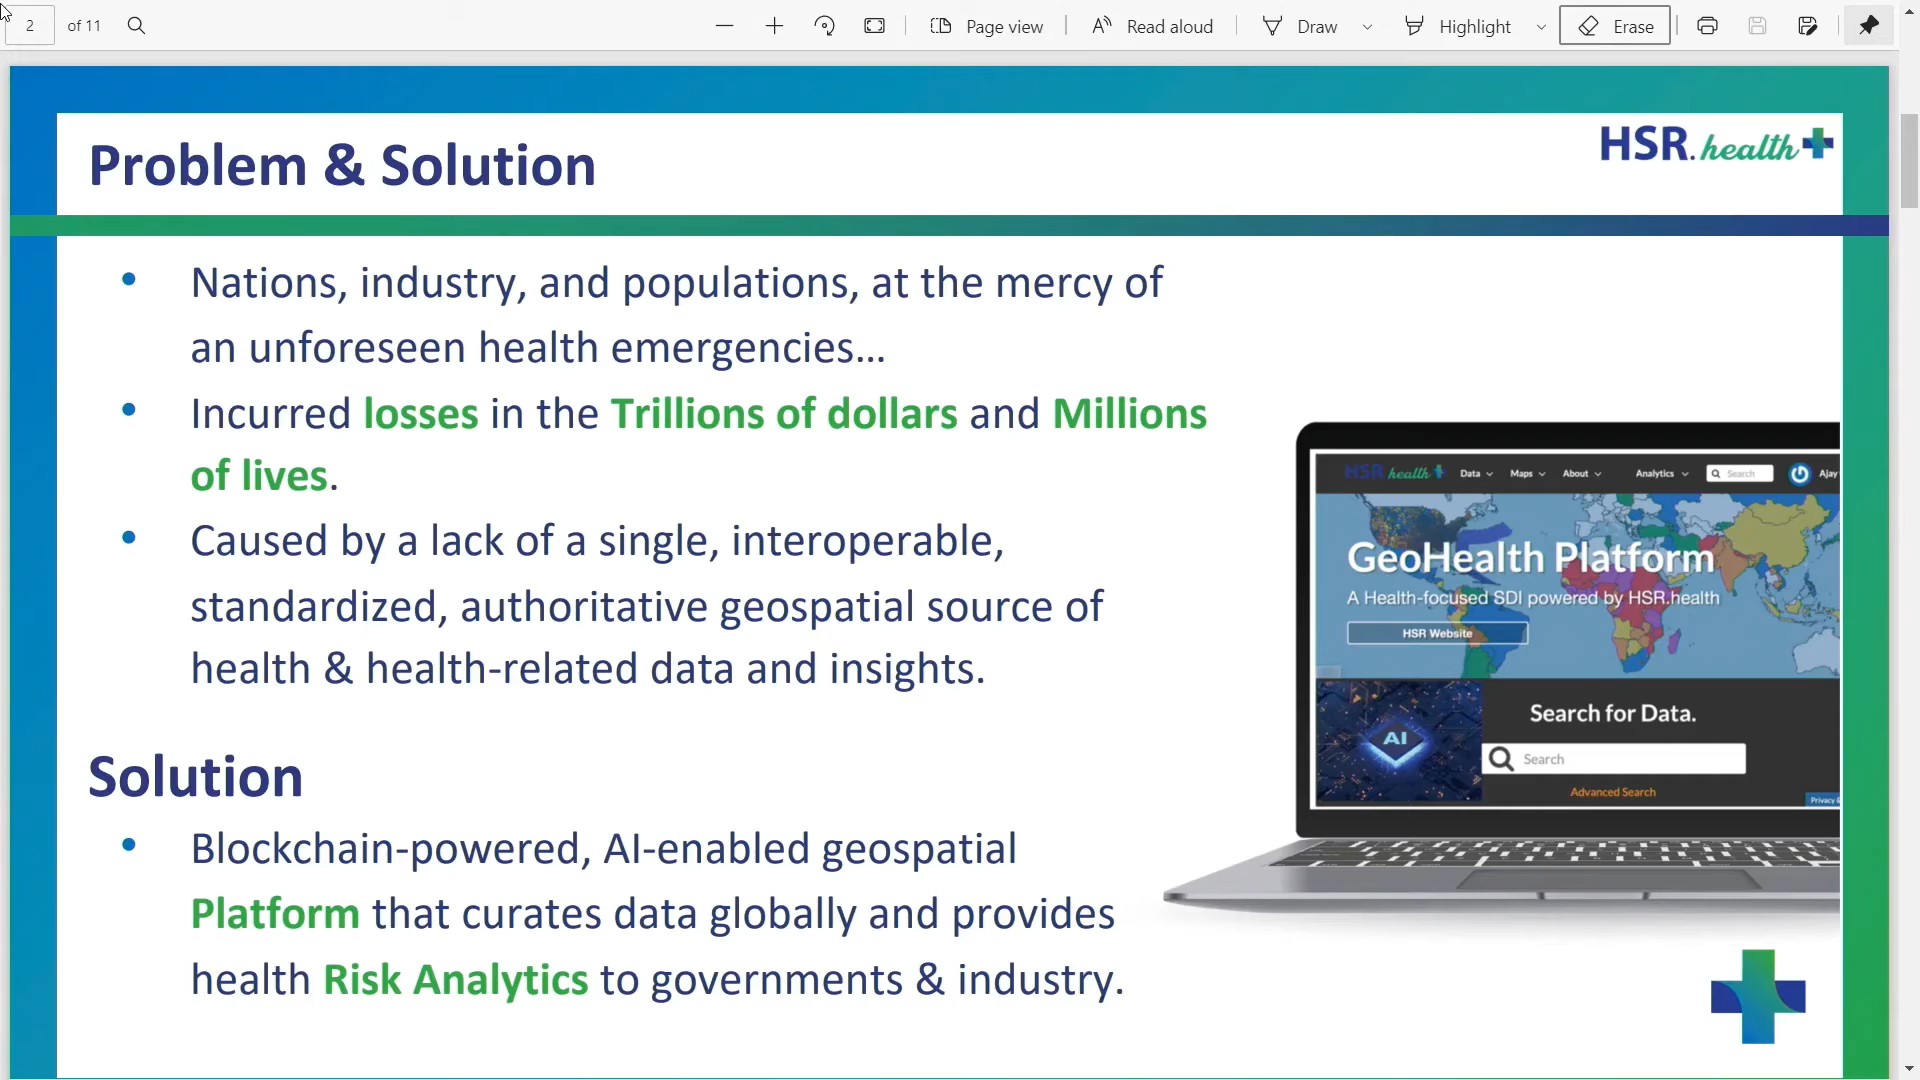 2 of 11
Page view
Read aloud
Draw
Highlight
Erase
Problem & Solution
HSR.health
• Nations, industry, and populations, at the mercy of
an unforeseen health emergencies...
• Incurred losses in the Trillions of dollars and Millions
of lives.
• Caused by a lack of a single, interoperable,
standardized, authoritative geospatial source of
health & health-related data and insights.
HSR.health Data Maps About Analytics Search Ajay
GeoHealth Platform
A Health-focused SDI powered by HSR.health
HSR Website
AI
Search for Data.
Search
Advanced Search
Privacy &
Solution
• Blockchain-powered, AI-enabled geospatial
Platform that curates data globally and provides
health Risk Analytics to governments & industry.